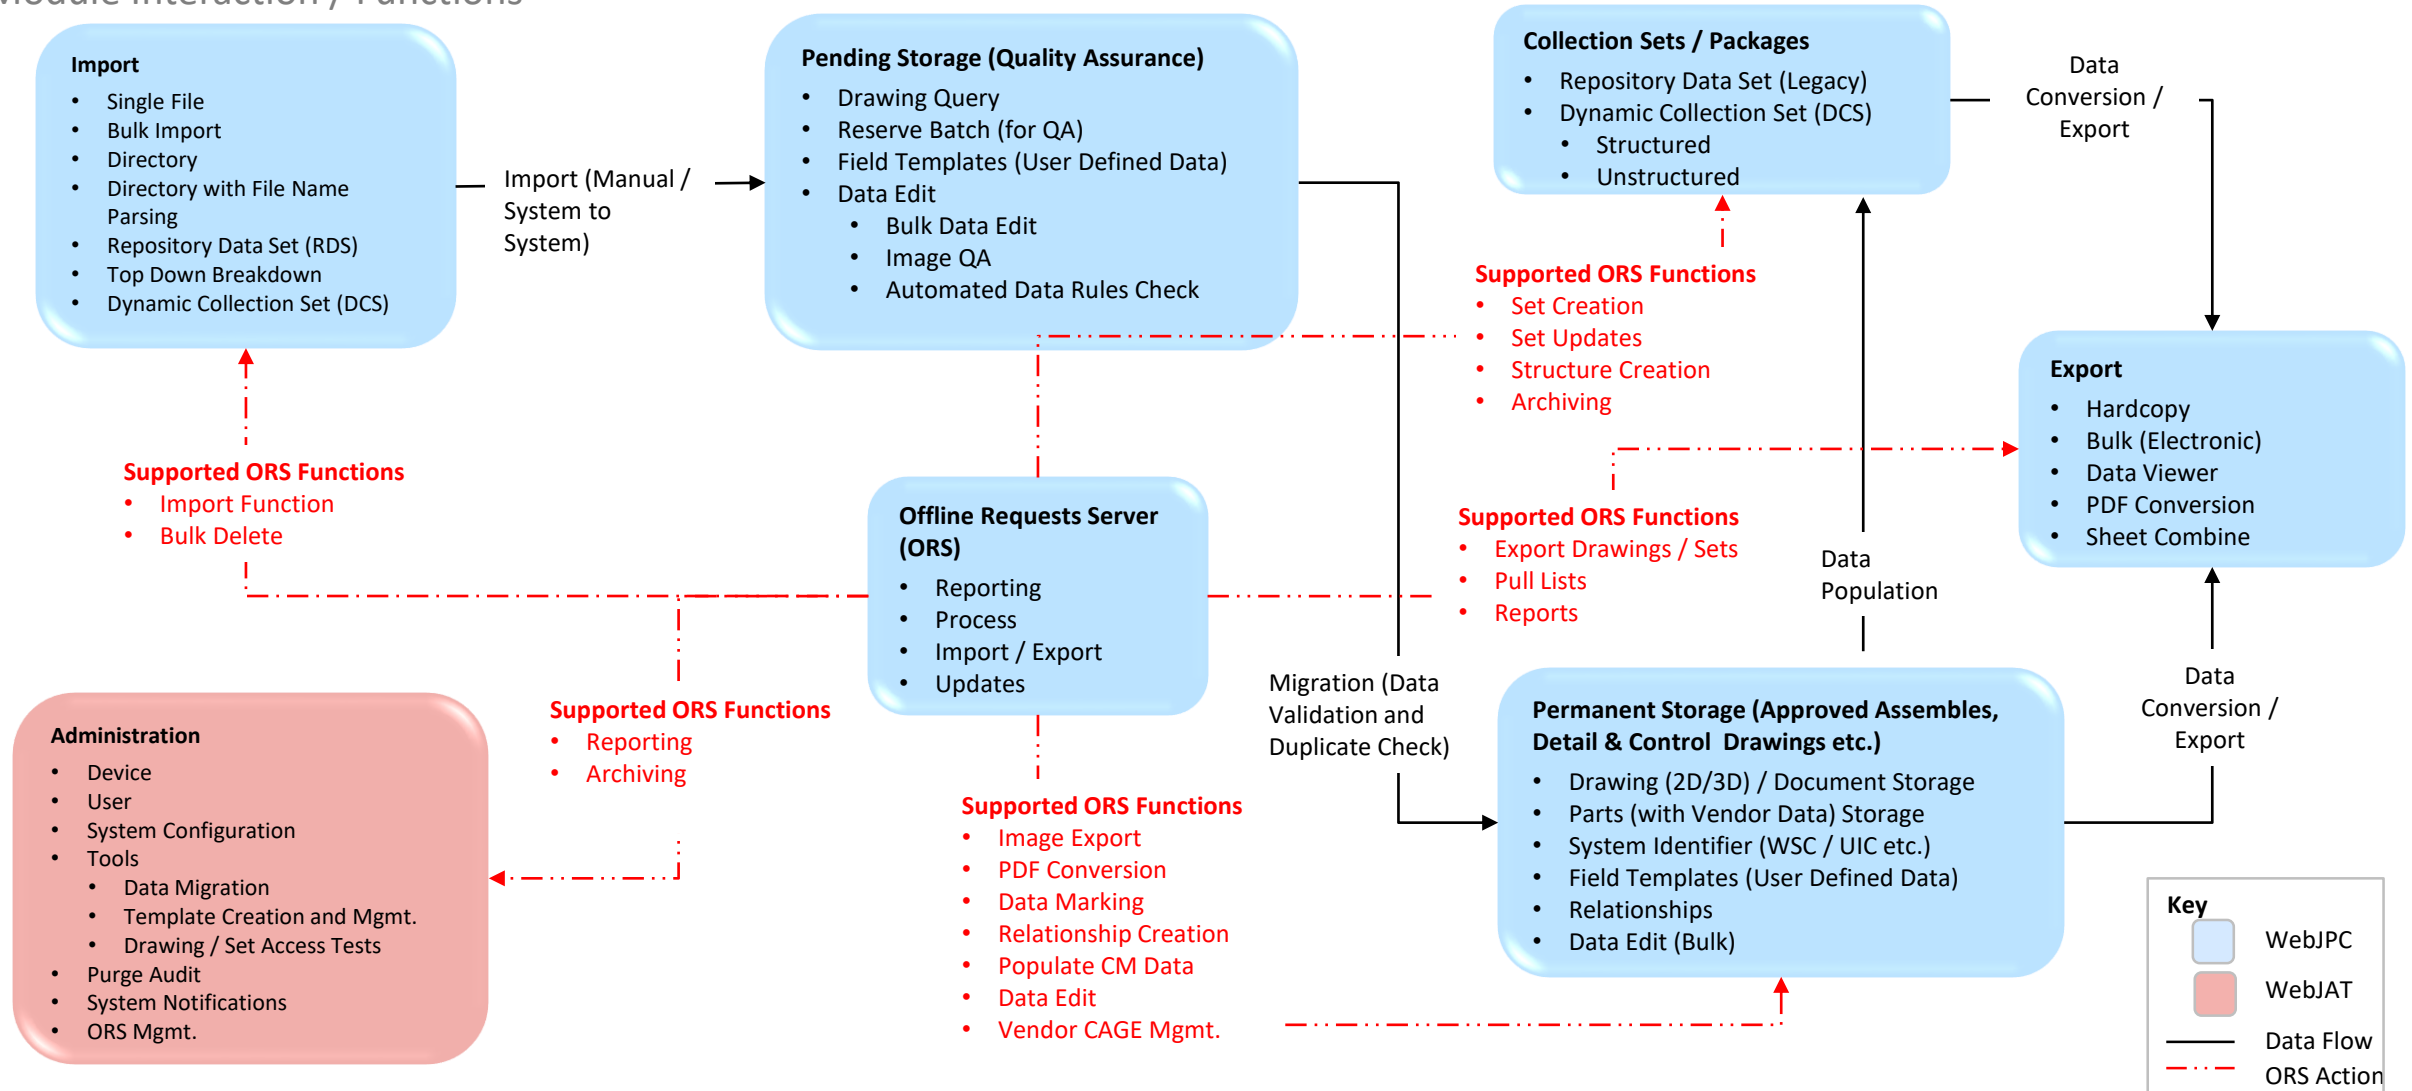 Module Interaction / Functions
Import
• Single File
• Bulk Import
• Directory
• Directory with File Name
Parsing
• Repository Data Set (RDS)
• Top Down Breakdown
• Dynamic Collection Set (DCS)
Import (Manual /
System to
System)
Pending Storage (Quality Assurance)
• Drawing Query
• Reserve Batch (for QA)
• Field Templates (User Defined Data)
• Data Edit
• Bulk Data Edit
• Image QA
• Automated Data Rules Check
Collection Sets / Packages
• Repository Data Set (Legacy)
• Dynamic Collection Set (DCS)
• Structured
• Unstructured
Data
Conversion /
Export
Supported ORS Functions
• Set Creation
• Set Updates
• Structure Creation
• Archiving
Export
• Hardcopy
• Bulk (Electronic)
• Data Viewer
• PDF Conversion
• Sheet Combine
Supported ORS Functions
• Import Function
• Bulk Delete
Offline Requests Server
(ORS)
• Reporting
• Process
• Import / Export
• Updates
Supported ORS Functions
• Export Drawings / Sets
• Pull Lists
• Reports
Data
Population
Administration
• Device
• User
• System Configuration
• Tools
• Data Migration
• Template Creation and Mgmt.
• Drawing / Set Access Tests
• Purge Audit
• System Notifications
• ORS Mgmt.
Supported ORS Functions
• Reporting
• Archiving
Supported ORS Functions
• Image Export
• PDF Conversion
• Data Marking
• Relationship Creation
• Populate CM Data
• Data Edit
• Vendor CAGE Mgmt.
Migration (Data
Validation and
Duplicate Check)
Permanent Storage (Approved Assembles,
Detail & Control Drawings etc.)
• Drawing (2D/3D) / Document Storage
• Parts (with Vendor Data) Storage
• System Identifier (WSC / UIC etc.)
• Field Templates (User Defined Data)
• Relationships
• Data Edit (Bulk)
Data
Conversion /
Export
Key
WebJPC
WebJAT
Data Flow
ORS Action